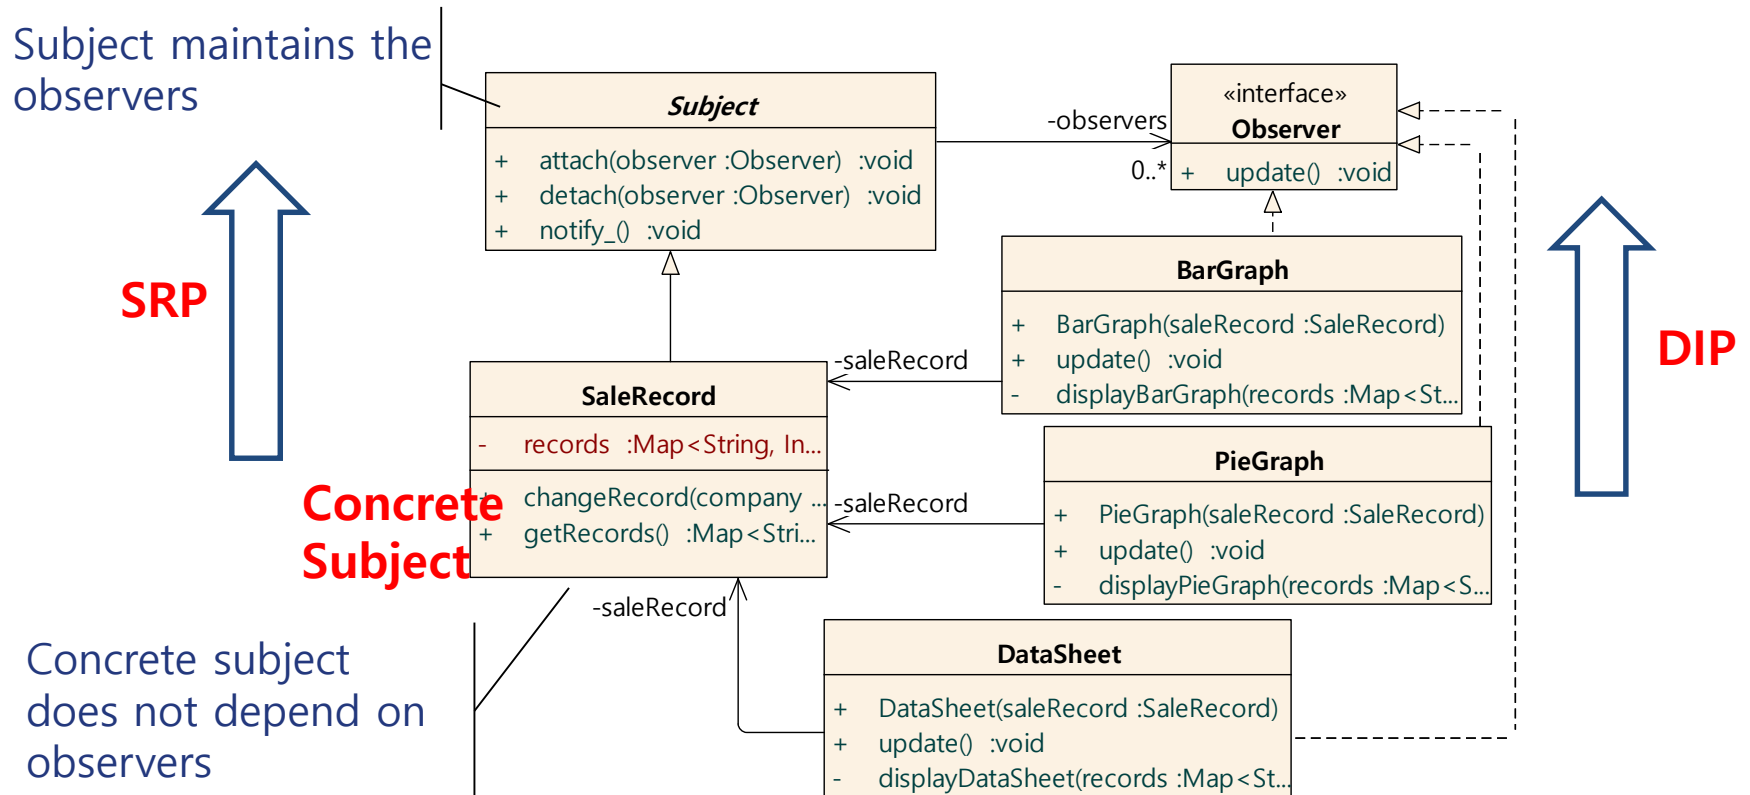 Subject maintains the
observers
Subject
+ attach(observer :Observer) :void
+ detach(observer :Observer) :void
+ notify_() :void
-observers
0..*
«interface»
Observer
+ update() :void
SRP
DIP
BarGraph
+ BarGraph(saleRecord :SaleRecord)
+ update() :void
- displayBarGraph(records :Map<St...
-saleRecord
SaleRecord
- records :Map<String, In...
+ changeRecord(company ...
+ getRecords() :Map<Stri...
Concrete
Subject
-saleRecord
PieGraph
+ PieGraph(saleRecord :SaleRecord)
+ update() :void
- displayPieGraph(records :Map<S...
-saleRecord
DataSheet
+ DataSheet(saleRecord :SaleRecord)
+ update() :void
- displayDataSheet(records :Map<St...
Concrete subject
does not depend on
observers